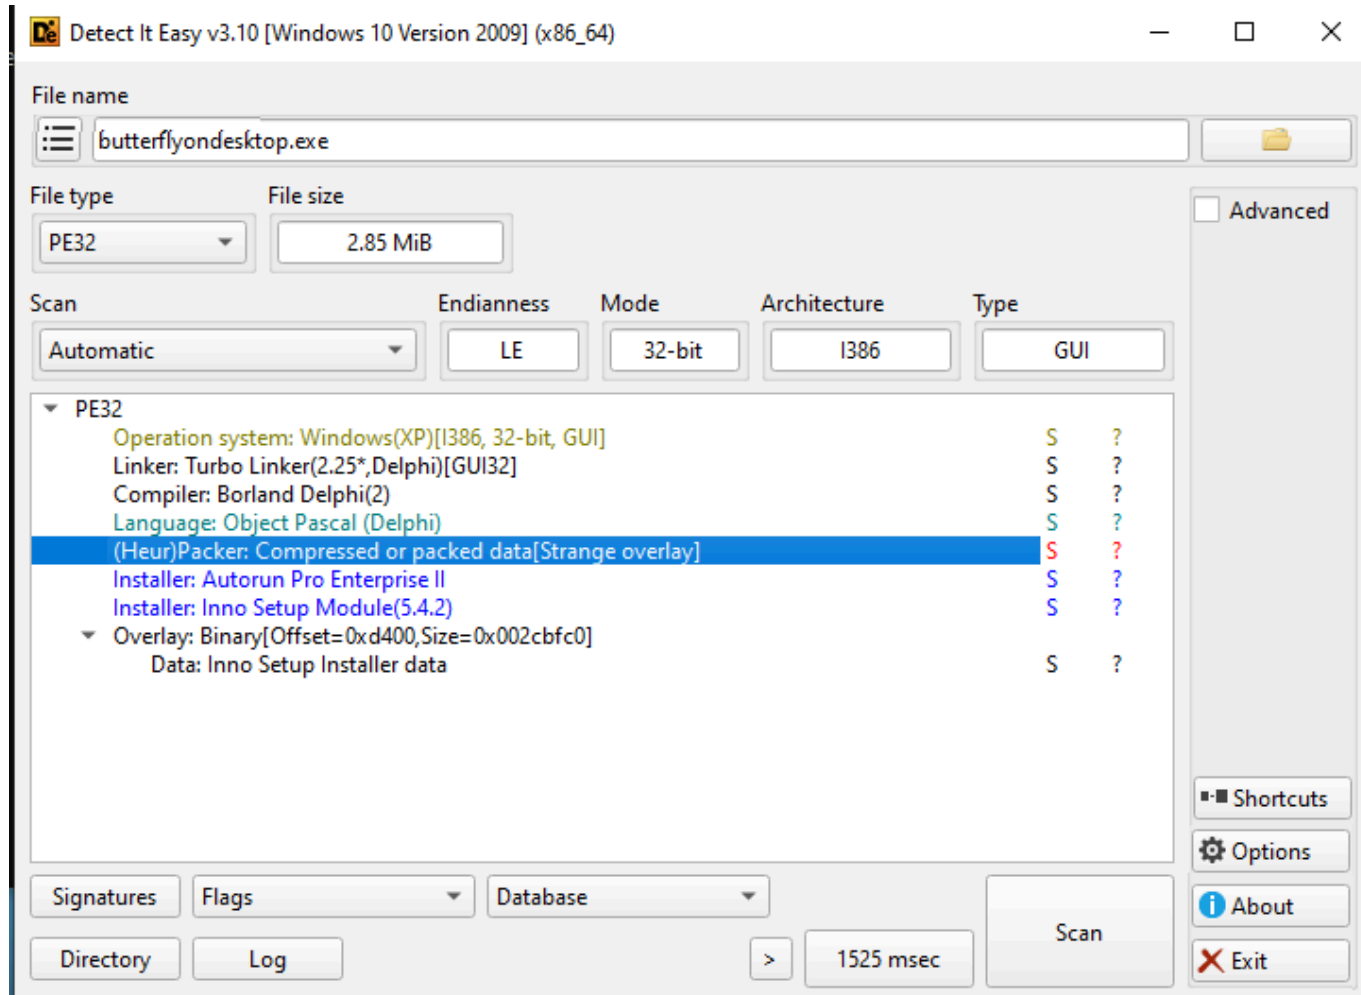 Detect It Easy v3.10 [Windows 10 Version 2009] (x86_64)
File name
butterflyondesktop.exe
File type
File size
Advanced
PE32
2.85 MiB
Scan
Endianness
Mode
Architecture
Type
Automatic
LE
32-bit
I386
GUI
PE32
Operation system: Windows(XP)[I386, 32-bit, GUI] S ?
Linker: Turbo Linker(2.25*,Delphi)[GUI32] S ?
Compiler: Borland Delphi(2) S ?
Language: Object Pascal (Delphi) S ?
(Heur)Packer: Compressed or packed data[Strange overlay] S ?
Installer: Autorun Pro Enterprise II S ?
Installer: Inno Setup Module(5.4.2) S ?
Overlay: Binary[Offset=0xd400,Size=0x002cbfc0]
Data: Inno Setup Installer data S ?
Shortcuts
Options
Signatures
Flags
Database
Scan
About
Directory
Log
>
1525 msec
Exit